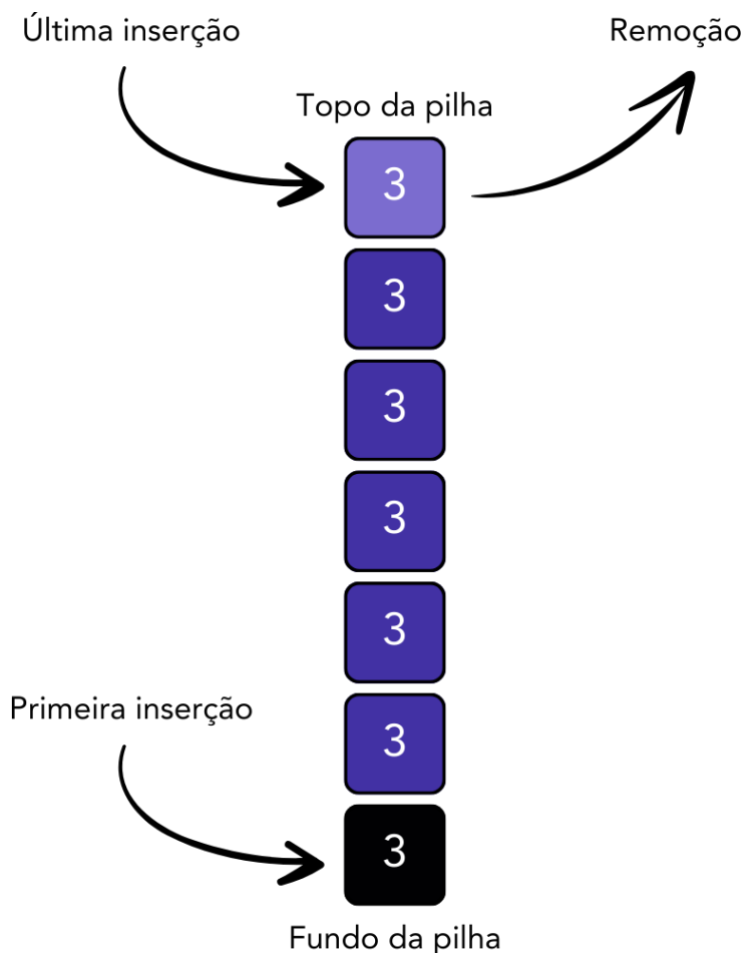 Última inserção
Remoção
Topo da pilha
3
3
3
3
3
Primeira inserção
3
3
Fundo da pilha